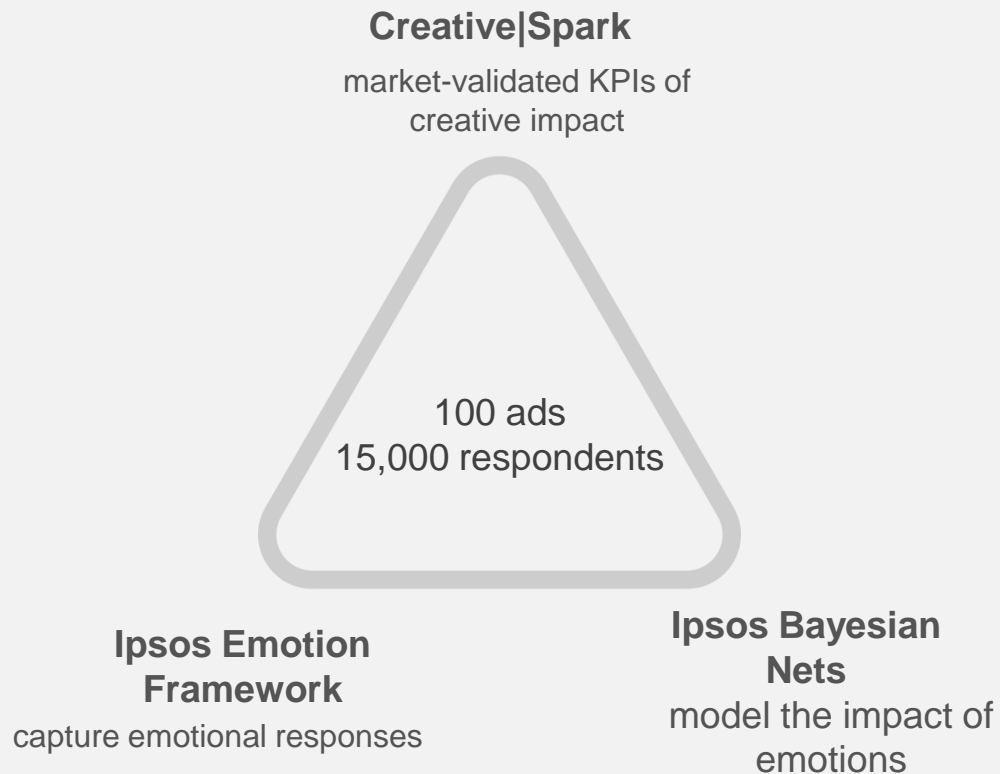 Creative|Spark
market-validated KPIs of
creative impact
100 ads
15,000 respondents
Ipsos Emotion
Framework
capture emotional responses
Ipsos Bayesian
Nets
model the impact of
emotions